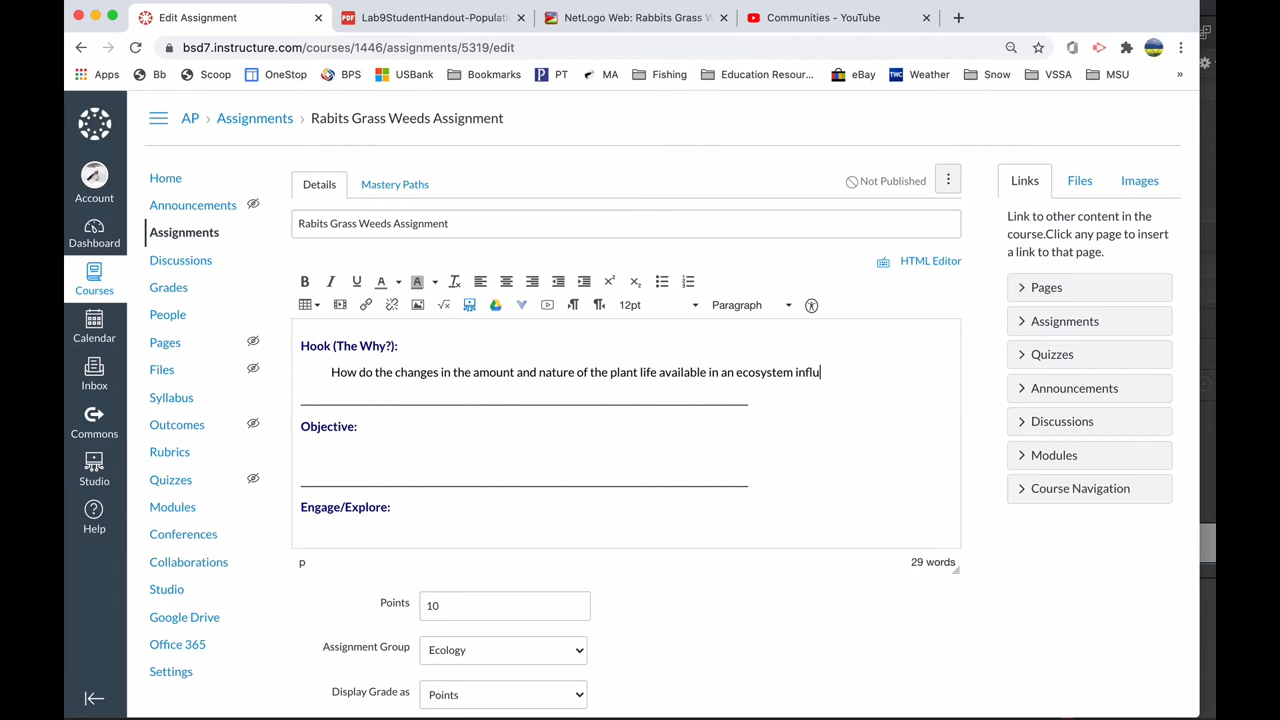 Edit Assignment
Lab9StudentHandout-Populat
NetLogo Web: Rabbits Grass W
Communities - YouTube
bsd7.instructure.com/courses/1446/assignments/5319/edit
Apps Bb Scoop OneStop BPS USBank Bookmarks PT MA Fishing Education Resour... eBay Weather Snow VSSA MSU »
AP › Assignments › Rabits Grass Weeds Assignment
Account
Dashboard
Courses
Calendar
Inbox
Commons
Studio
Help
Home
Announcements
Assignments
Discussions
Grades
People
Pages
Files
Syllabus
Outcomes
Rubrics
Quizzes
Modules
Conferences
Collaborations
Studio
Google Drive
Office 365
Settings
Details Mastery Paths
Not Published
Rabits Grass Weeds Assignment
HTML Editor
12pt Paragraph
Hook (The Why?):
How do the changes in the amount and nature of the plant life available in an ecosystem influ
Objective:
Engage/Explore:
p
29 words
Points 10
Assignment Group Ecology
Display Grade as Points
Links Files Images
Link to other content in the
course.Click any page to insert
a link to that page.
Pages
Assignments
Quizzes
Announcements
Discussions
Modules
Course Navigation